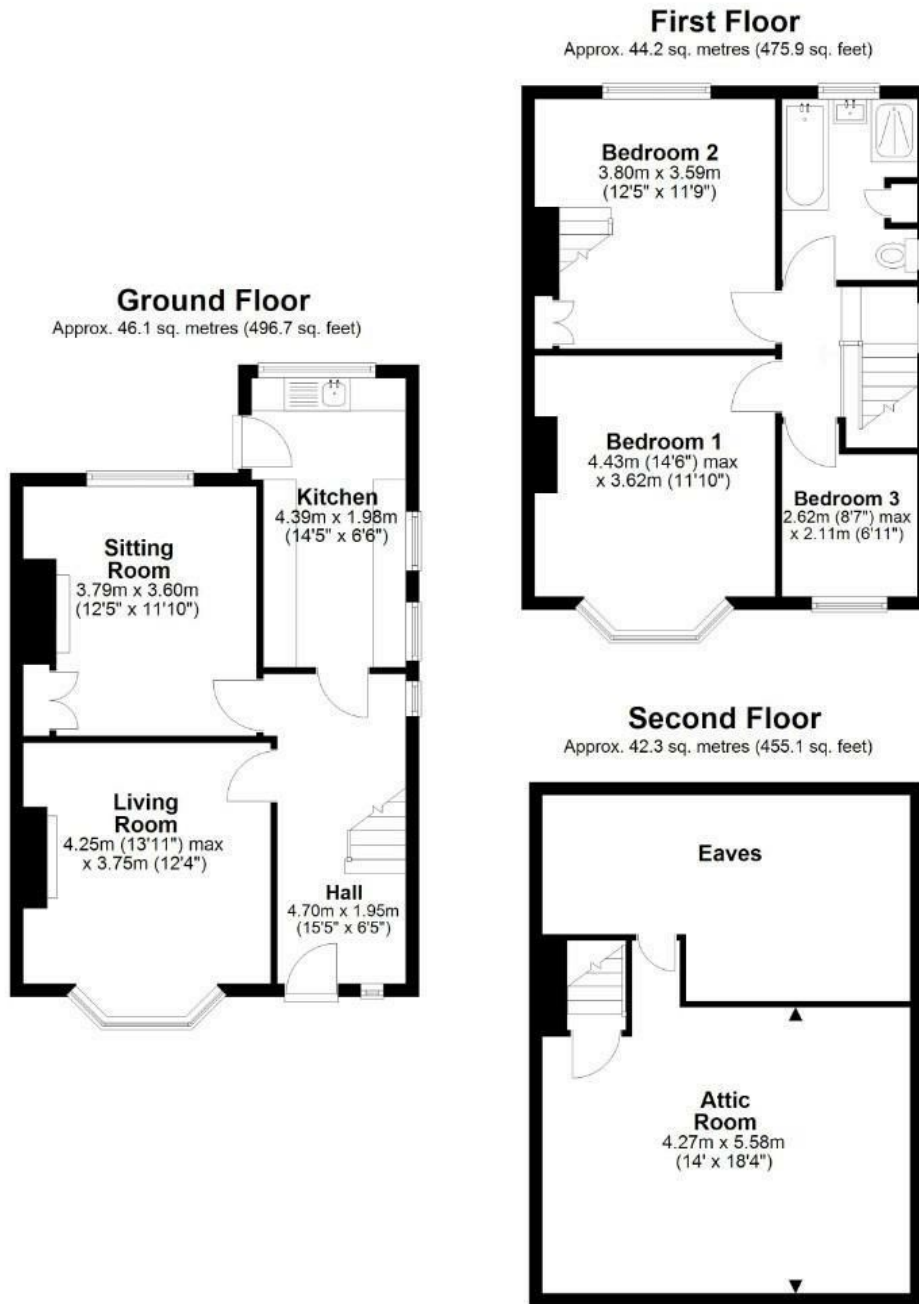 First Floor
Approx. 44.2 sq. metres (475.9 sq. feet)
Bedroom 2
3.80m x 3.59m
(12'5" x 11'9")
Bedroom 1
4.43m (14'6") max
x 3.62m (11'10")
Bedroom 3
2.62m (8'7") max
x 2.11m (6'11")
Ground Floor
Approx. 46.1 sq. metres (496.7 sq. feet)
Kitchen
4.39m x 1.98m
(14'5" x 6'6")
Sitting
Room
3.79m x 3.60m
(12'5" x 11'10")
Living
Room
4.25m (13'11") max
x 3.75m (12'4")
Hall
4.70m x 1.95m
(15'5" x 6'5")
Second Floor
Approx. 42.3 sq. metres (455.1 sq. feet)
Eaves
Attic
Room
4.27m x 5.58m
(14' x 18'4")